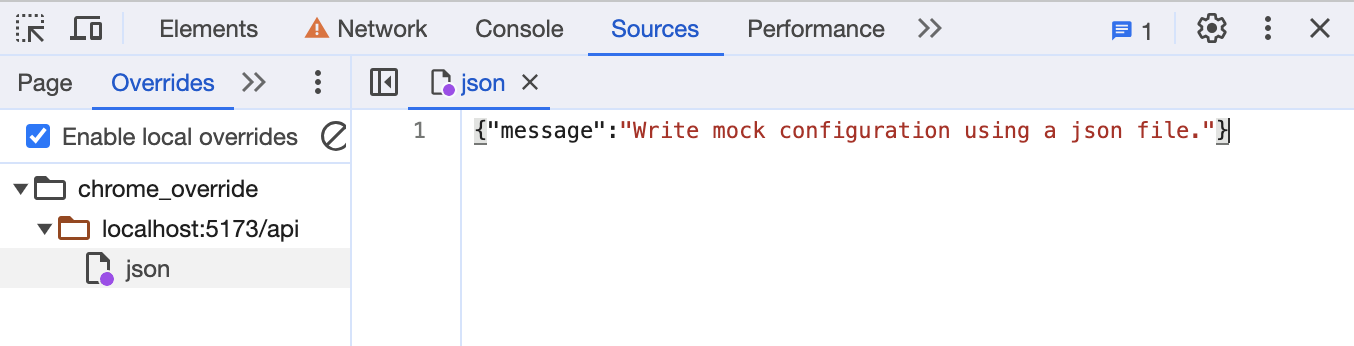 Elements Network Console Sources Performance 1
Page Overrides json
Enable local overrides
1 {"message":"Write mock configuration using a json file."}
chrome_override
localhost:5173/api
json